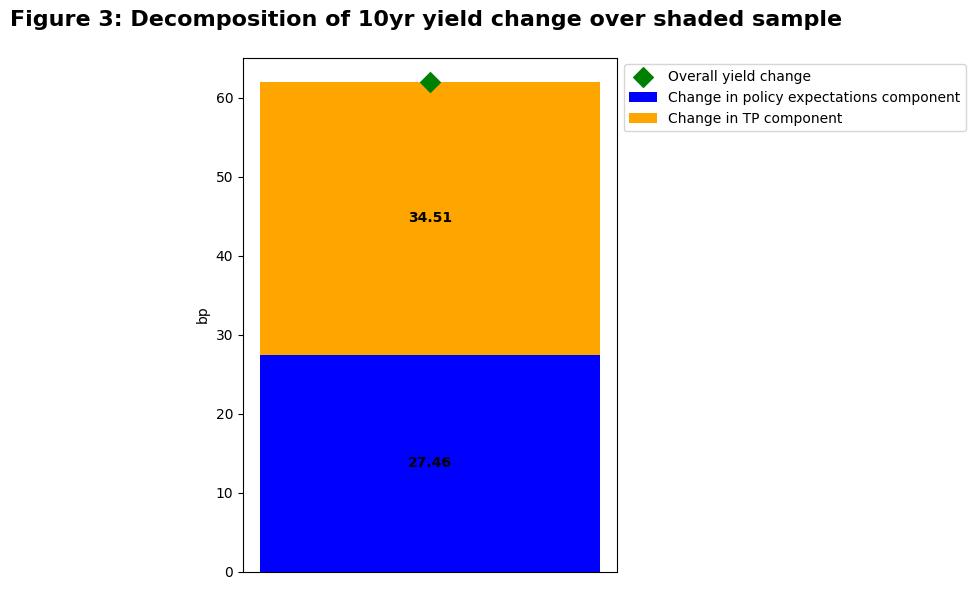 Figure 3: Decomposition of 10yr yield change over shaded sample
Overall yield change
Change in policy expectations component
Change in TP component
60
50
40
30
20
10
0
bp
34.51
27.46